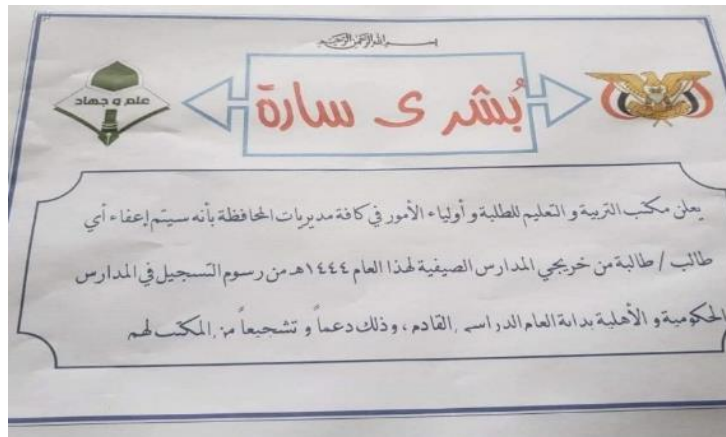 بسم الله الرحمن الرحيم
علم و جهاد
بُشرى سارة
يعلن مكتب التربية و التعليم للطلبة و أولياء الأمور في كافة مديريات المحافظة بأنه سيتم إعفاء أي
طالب / طالبة من خريجي المدارس الصيفية لهذا العام ١٤٤٤هـ من رسوم التسجيل في المدارس
الحكومية و الأهلية بداية العام الدراسي القادم ، وذلك دعماً و تشجيعاً من المكتب لهم